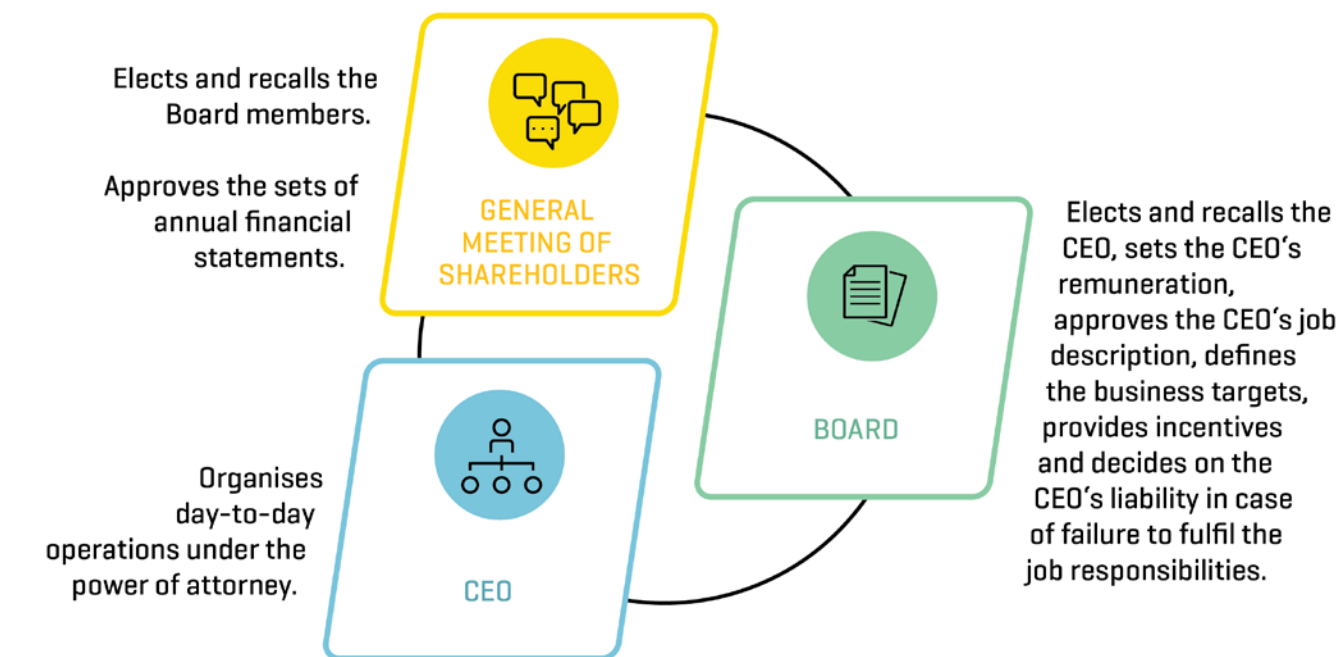 Elects and recalls the
Board members.
Approves the sets of
annual financial
statements.
GENERAL
MEETING OF
SHAREHOLDERS
Elects and recalls the
CEO, sets the CEO‘s
remuneration,
approves the CEO‘s job
description, defines
the business targets,
provides incentives
and decides on the
CEO‘s liability in case
of failure to fulfil the
job responsibilities.
BOARD
Organises
day-to-day
operations under the
power of attorney.
CEO